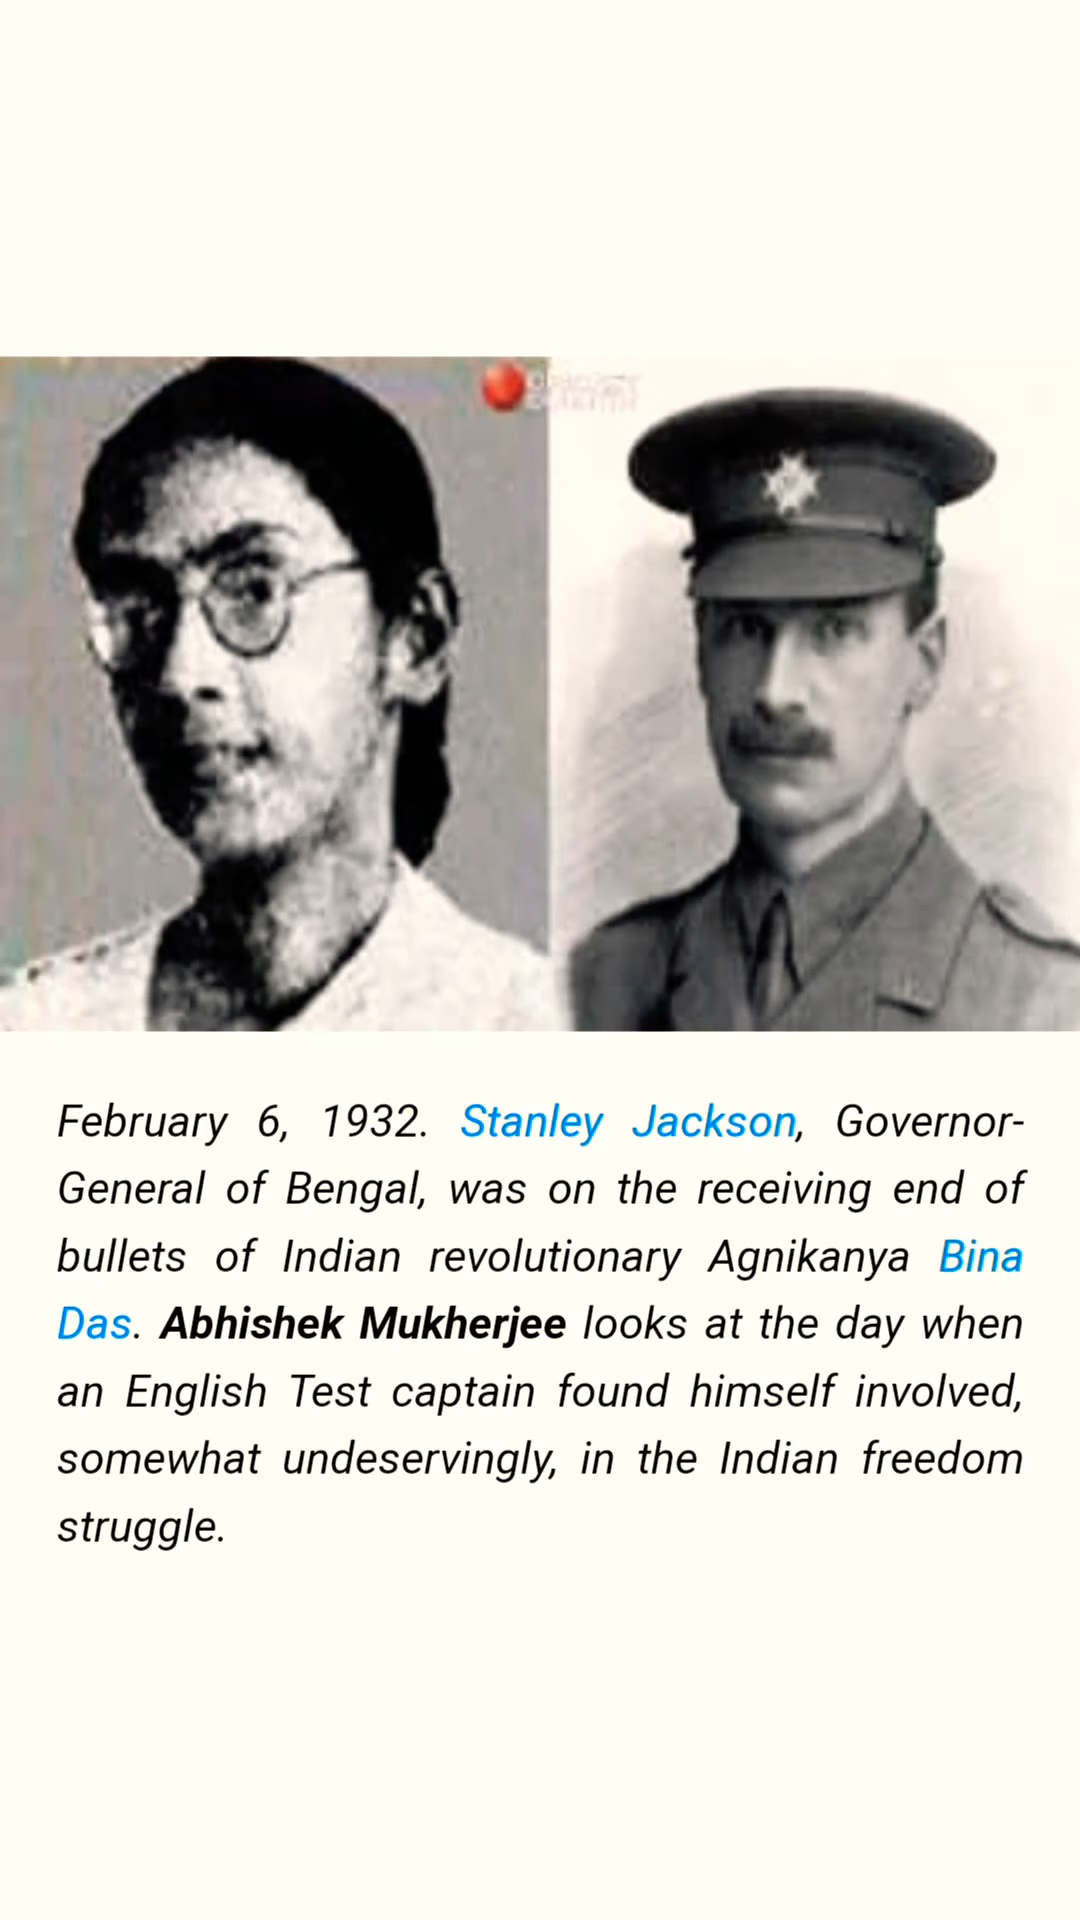 February 6, 1932. Stanley Jackson, Governor-
General of Bengal, was on the receiving end of
bullets of Indian revolutionary Agnikanya Bina
Das. Abhishek Mukherjee looks at the day when
an English Test captain found himself involved,
somewhat undeservingly, in the Indian freedom
struggle.